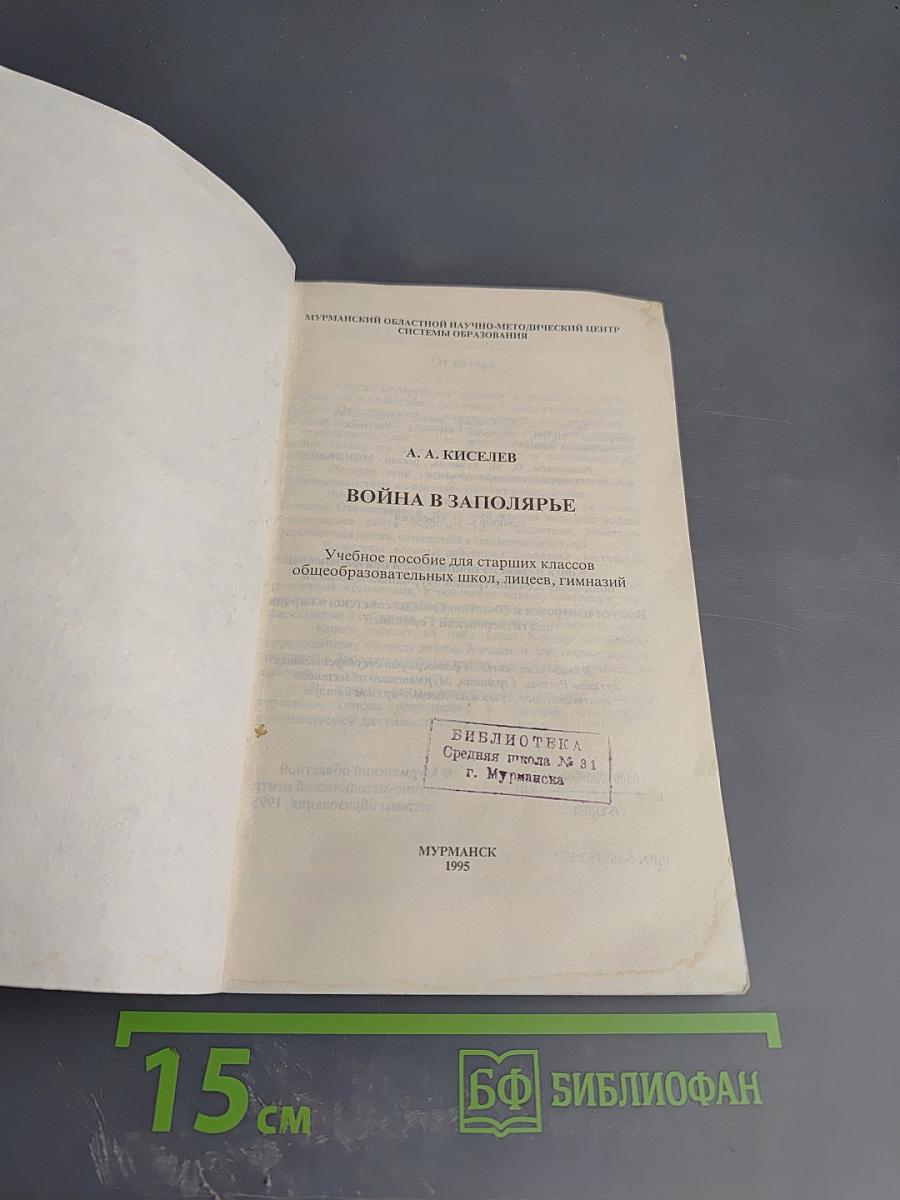 МУРМАНСКИЙ ОБЛАСТНОЙ НАУЧНО-МЕТОДИЧЕСКИЙ ЦЕНТР
СИСТЕМЫ ОБРАЗОВАНИЯ
А. А. КИСЕЛЕВ
ВОЙНА В ЗАПОЛЯРЬЕ
Учебное пособие для старших классов
общеобразовательных школ, лицеев, гимназий
БИБЛИОТЕКА
Средняя школа № 31
г. Мурманска
МУРМАНСК
1995
15 см
БФ БИБЛИОФАН